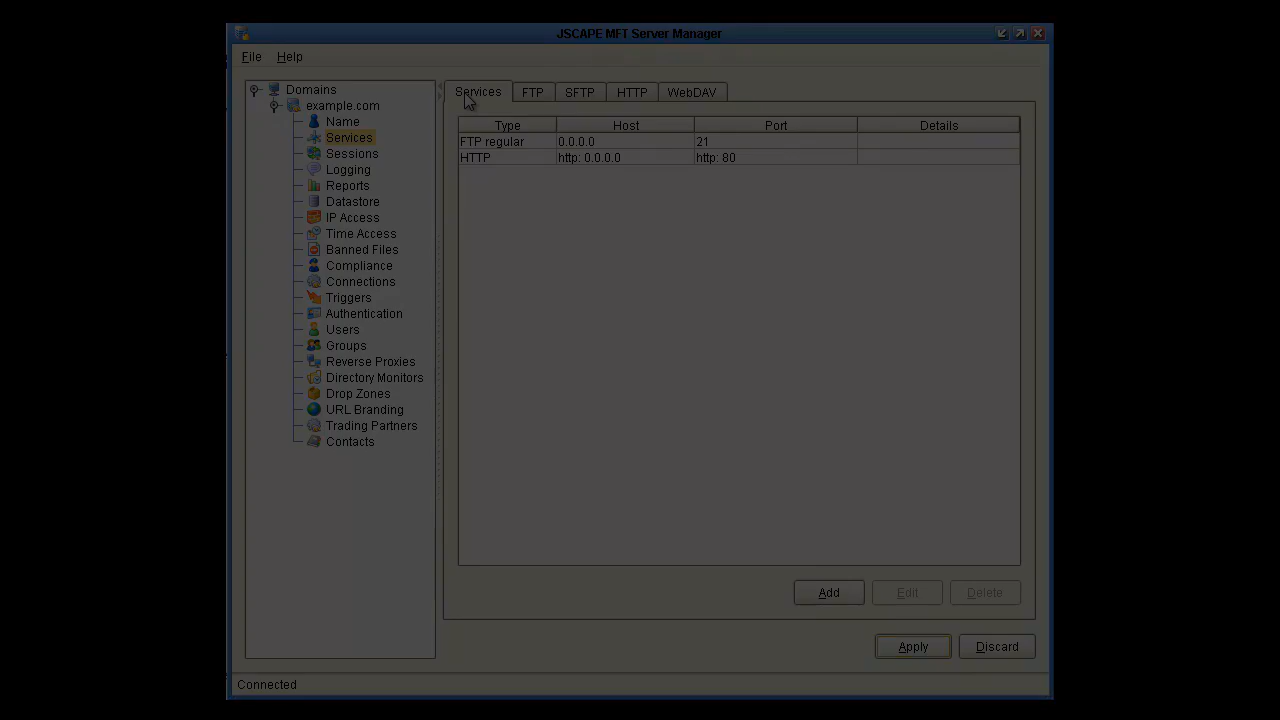 JSCAPE MFT Server Manager
File Help
Domains
example.com
Name
Services
Sessions
Logging
Reports
Datastore
IP Access
Time Access
Banned Files
Compliance
Connections
Triggers
Authentication
Users
Groups
Reverse Proxies
Directory Monitors
Drop Zones
URL Branding
Trading Partners
Contacts
Services FTP SFTP HTTP WebDAV
Type Host Port Details
FTP regular 0.0.0.0 21
HTTP http: 0.0.0.0 http: 80
Add Edit Delete
Apply Discard
Connected